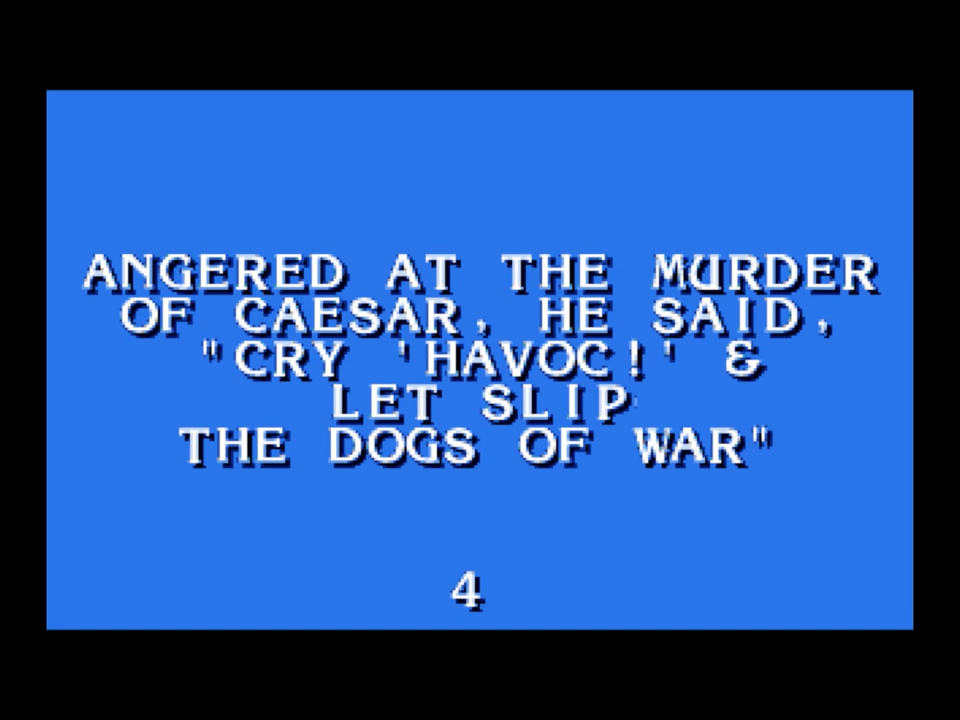 ANGERED AT THE MURDER
OF CAESAR, HE SAID,
"CRY 'HAVOC!' &
LET SLIP
THE DOGS OF WAR"
4